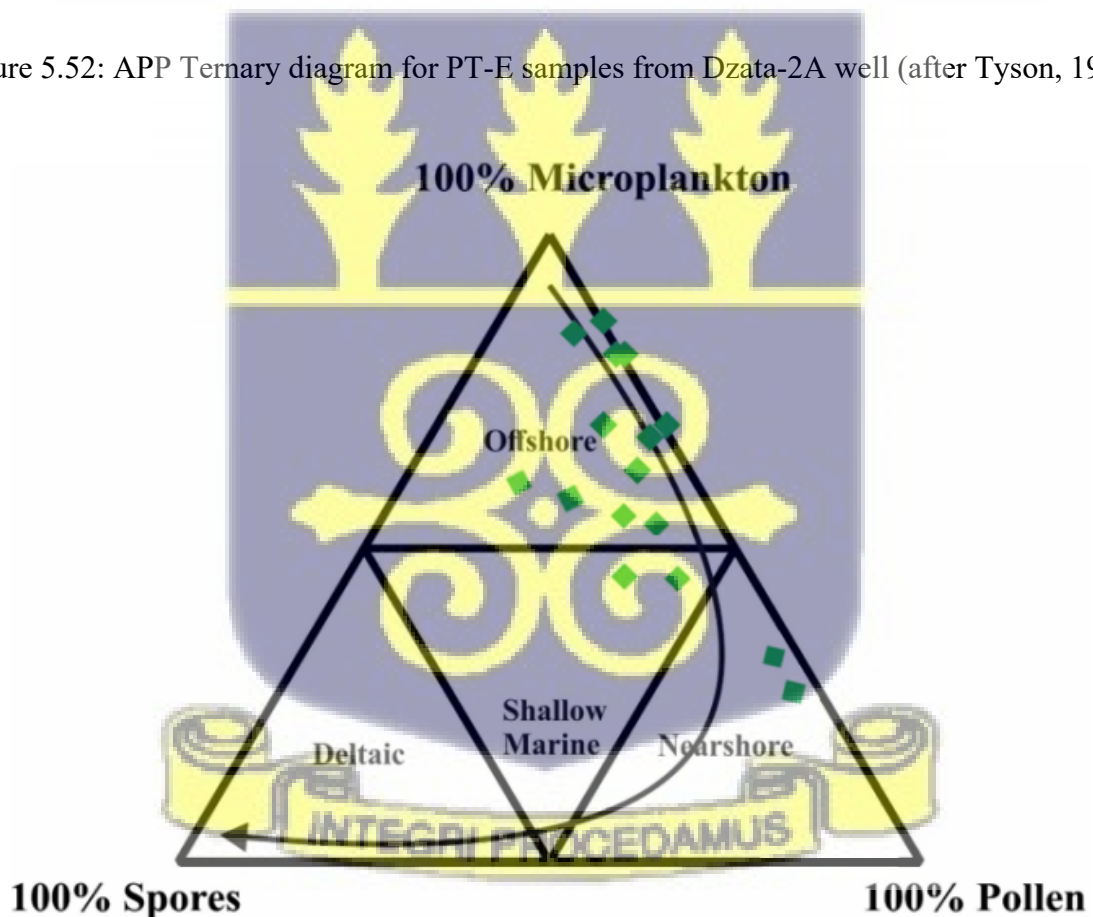 ure 5.52: APP Ternary diagram for PT-E samples from Dzata-2A well (after Tyson, 19
100% Microplankton
Offshore
Shallow
Marine
Deltaic
Nearshore
INTEGRI PROCEDAMUS
100% Spores
100% Pollen